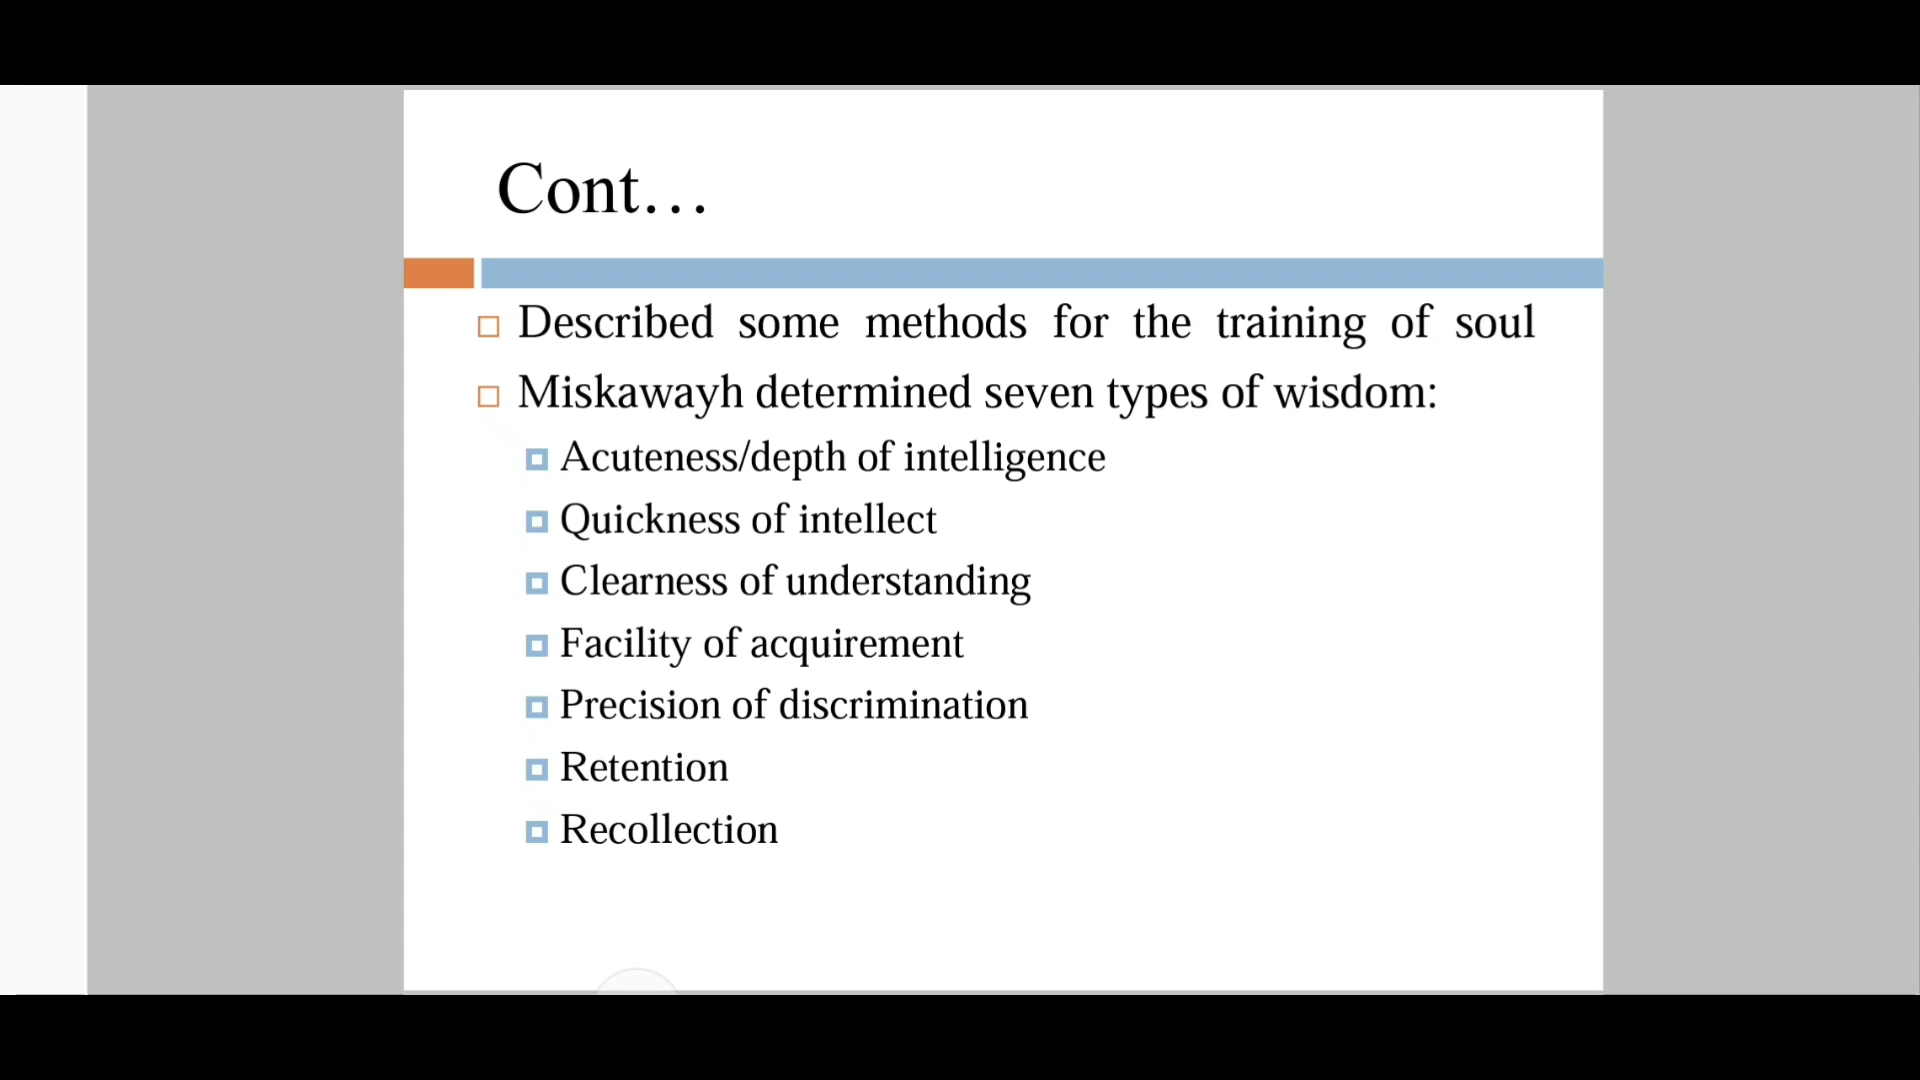 Cont…
Described some methods for the training of soul
Miskawayh determined seven types of wisdom:
Acuteness/depth of intelligence
Quickness of intellect
Clearness of understanding
Facility of acquirement
Precision of discrimination
Retention
Recollection